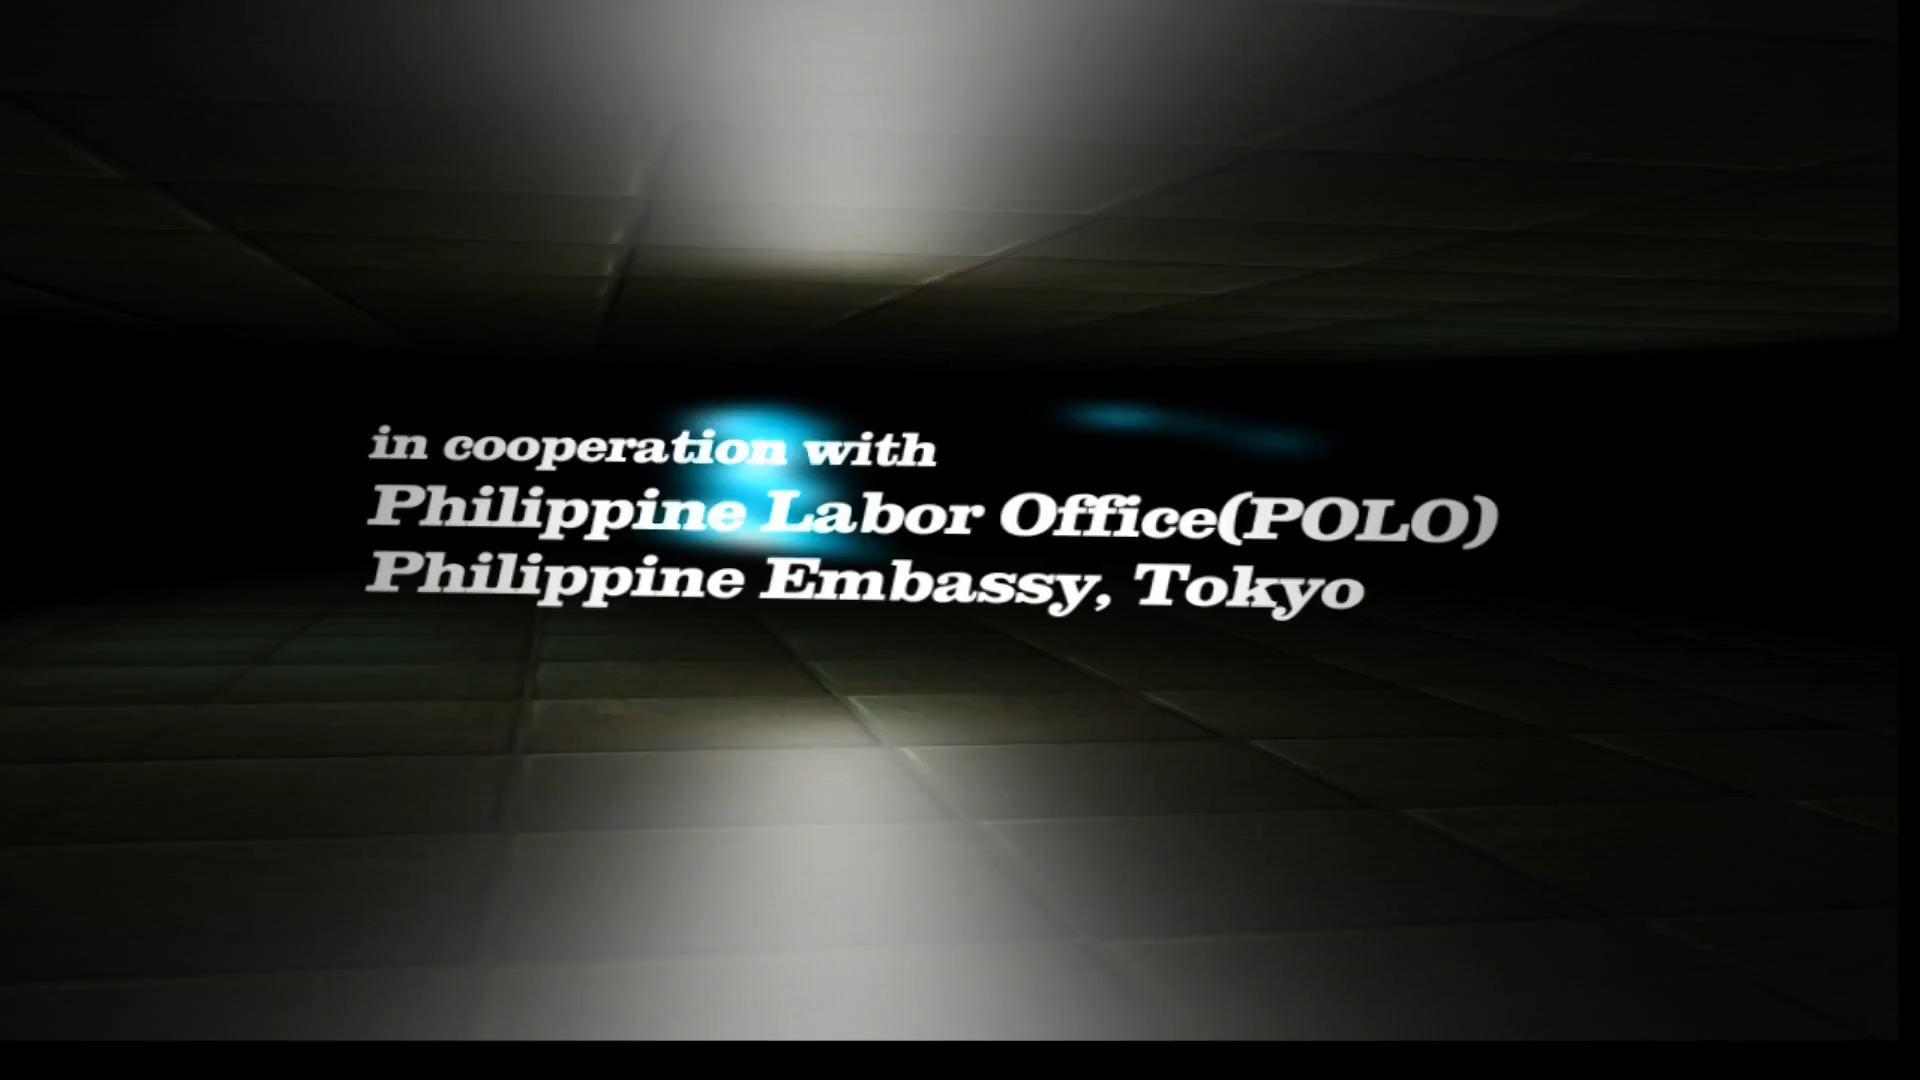 in cooperation with
Philippine Labor Office(POLO)
Philippine Embassy, Tokyo